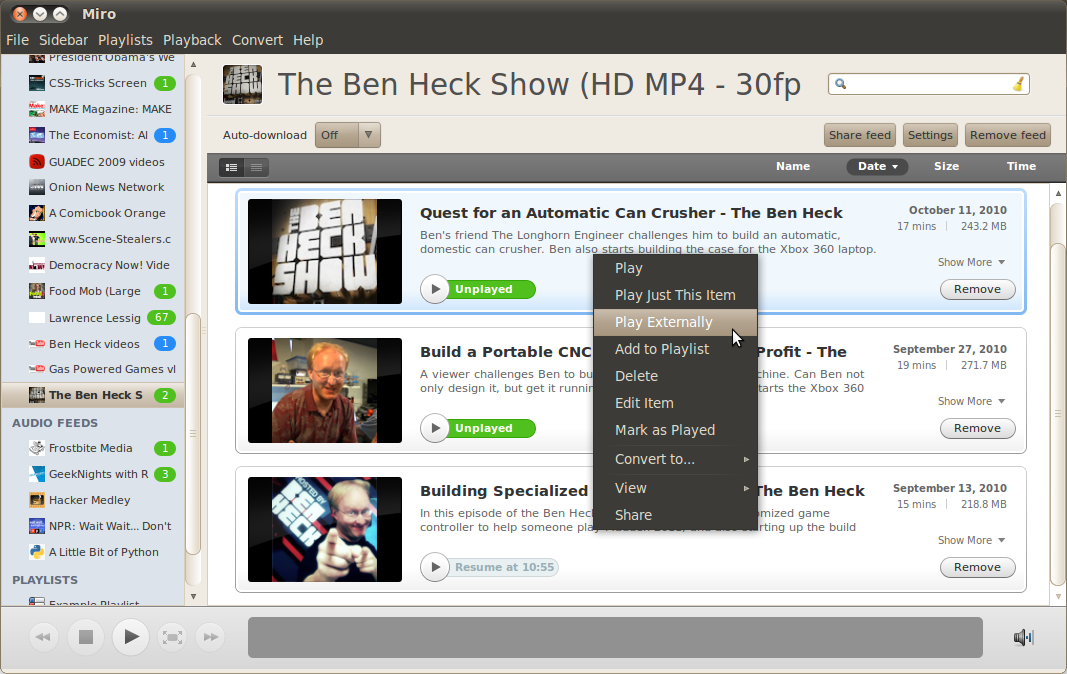 Miro
File Sidebar Playlists Playback Convert Help
President Obama's We
CSS-Tricks Screen 1
MAKE Magazine: MAKE
The Economist: Al 1
GUADEC 2009 videos
Onion News Network
A Comicbook Orange
www.Scene-Stealers.c
Democracy Now! Vide
Food Mob (Large 1
Lawrence Lessig 67
Ben Heck videos 1
Gas Powered Games vi
The Ben Heck S 2
AUDIO FEEDS
Frostbite Media 1
GeekNights with R 3
Hacker Medley
NPR: Wait Wait... Don't
A Little Bit of Python
PLAYLISTS
Example Playlist
The Ben Heck Show (HD MP4 - 30fp
Auto-download Off
Share feed Settings Remove feed
Name Date Size Time
THE BEN HECK SHOW
Quest for an Automatic Can Crusher - The Ben Heck
October 11, 2010
Ben's friend The Longhorn Engineer challenges him to build an automatic,
17 mins 243.2 MB
domestic can crusher. Ben also starts building the case for the Xbox 360 laptop.
Show More
Unplayed
Remove
Build a Portable CNC
Profit - The
September 27, 2010
A viewer challenges Ben to bu
chine. Can Ben not
19 mins 271.7 MB
only design it, but get it runnin
tarts the Xbox 360
Show More
Unplayed
Remove
HOSTED BY
BEN HECK
Building Specialized
The Ben Heck
September 13, 2010
In this episode of the Ben Hec
omized game
15 mins 218.8 MB
controller to help someone play
starting up the build
Show More
Resume at 10:55
Remove
Play
Play Just This Item
Play Externally
Add to Playlist
Delete
Edit Item
Mark as Played
Convert to...
View
Share